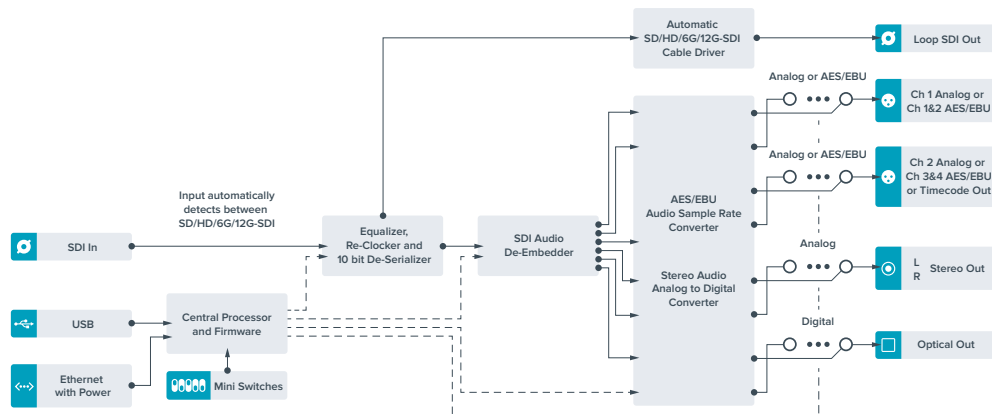 Automatic
SD/HD/6G/12G-SDI
Cable Driver
Loop SDI Out
Analog or AES/EBU
Ch 1 Analog or
Ch 1&2 AES/EBU
Analog or AES/EBU
Ch 2 Analog or
Ch 3&4 AES/EBU
or Timecode Out
Input automatically
detects between
SD/HD/6G/12G-SDI
AES/EBU
Audio Sample Rate
Converter
Equalizer,
Re-Clocker and
10 bit De-Serializer
SDI Audio
De-Embedder
SDI In
Analog
L
R
Stereo Out
Stereo Audio
Analog to Digital
Converter
USB
Central Processor
and Firmware
Digital
Optical Out
Ethernet
with Power
Mini Switches